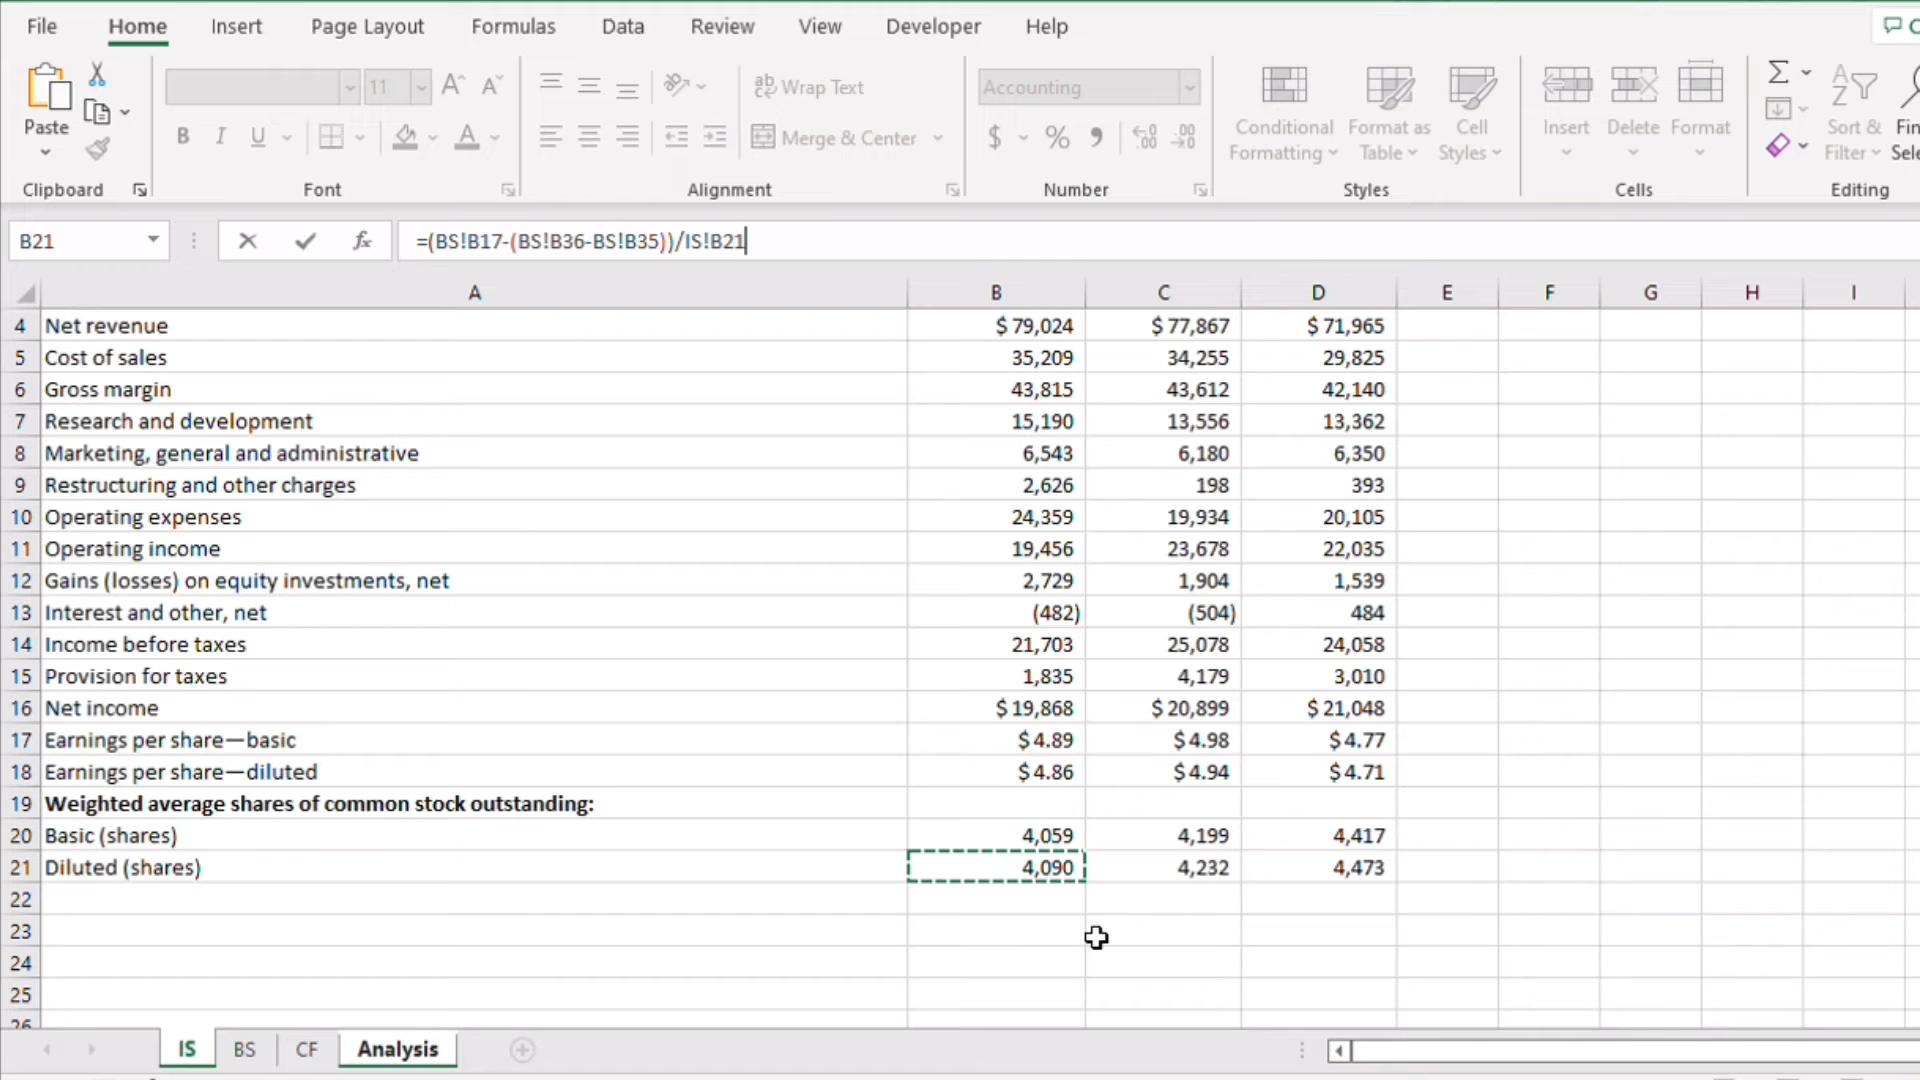 File Home Insert Page Layout Formulas Data Review View Developer Help
11 ab Wrap Text Accounting
Paste B I U Merge & Center $ % Conditional Formatting Format as Table Cell Styles Insert Delete Format Sort & Filter
Clipboard Font Alignment Number Styles Cells Editing
B21 fx =(BS!B17-(BS!B36-BS!B35))/IS!B21
A B C D E F G H I
4 Net revenue $ 79,024 $ 77,867 $ 71,965
5 Cost of sales 35,209 34,255 29,825
6 Gross margin 43,815 43,612 42,140
7 Research and development 15,190 13,556 13,362
8 Marketing, general and administrative 6,543 6,180 6,350
9 Restructuring and other charges 2,626 198 393
10 Operating expenses 24,359 19,934 20,105
11 Operating income 19,456 23,678 22,035
12 Gains (losses) on equity investments, net 2,729 1,904 1,539
13 Interest and other, net (482) (504) 484
14 Income before taxes 21,703 25,078 24,058
15 Provision for taxes 1,835 4,179 3,010
16 Net income $ 19,868 $ 20,899 $ 21,048
17 Earnings per share—basic $ 4.89 $ 4.98 $ 4.77
18 Earnings per share—diluted $ 4.86 $ 4.94 $ 4.71
19 Weighted average shares of common stock outstanding:
20 Basic (shares) 4,059 4,199 4,417
21 Diluted (shares) 4,090 4,232 4,473
22
23
24
25
IS BS CF Analysis